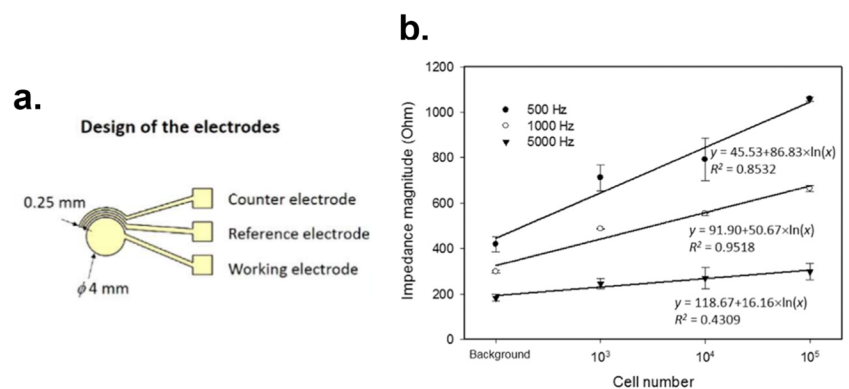 a.
Design of the electrodes
0.25 mm
Counter electrode
Reference electrode
Working electrode
ϕ4 mm
b.
Impedance magnitude (Ohm)
1200
1000
800
600
400
200
0
500 Hz
1000 Hz
5000 Hz
y = 45.53+86.83×ln(x)
R² = 0.8532
y = 91.90+50.67×ln(x)
R² = 0.9518
y = 118.67+16.16×ln(x)
R² = 0.4309
Background 10³ 10⁴ 10⁵
Cell number